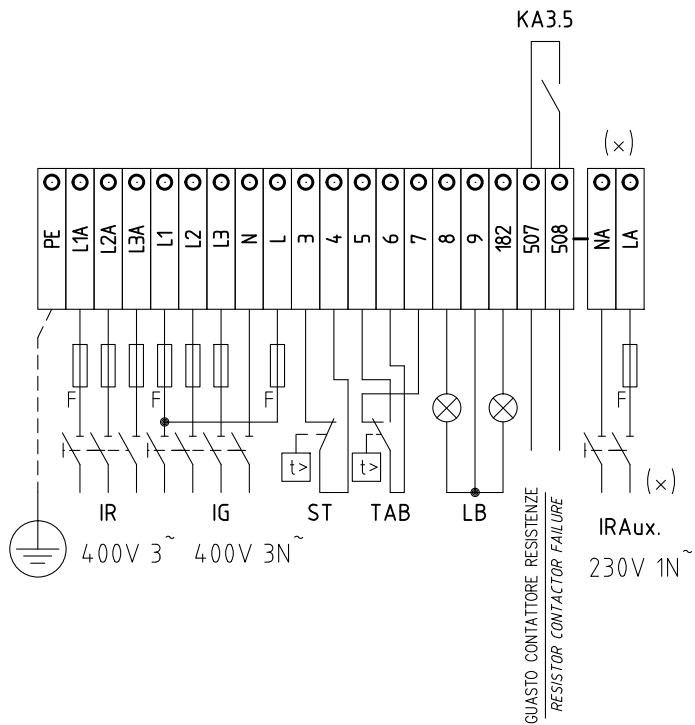 KA3.5
(x)
PE L1A L2A L3A L1 L2 L3 N L 3 4 5 6 7 8 9 182 507 508 NA LA
F F F F
t> t>
(x)
IR IG ST TAB LB IRAux.
400V 3~ 400V 3N~ 230V 1N~
GUASTO CONTATTORE RESISTENZE
RESISTOR CONTACTOR FAILURE